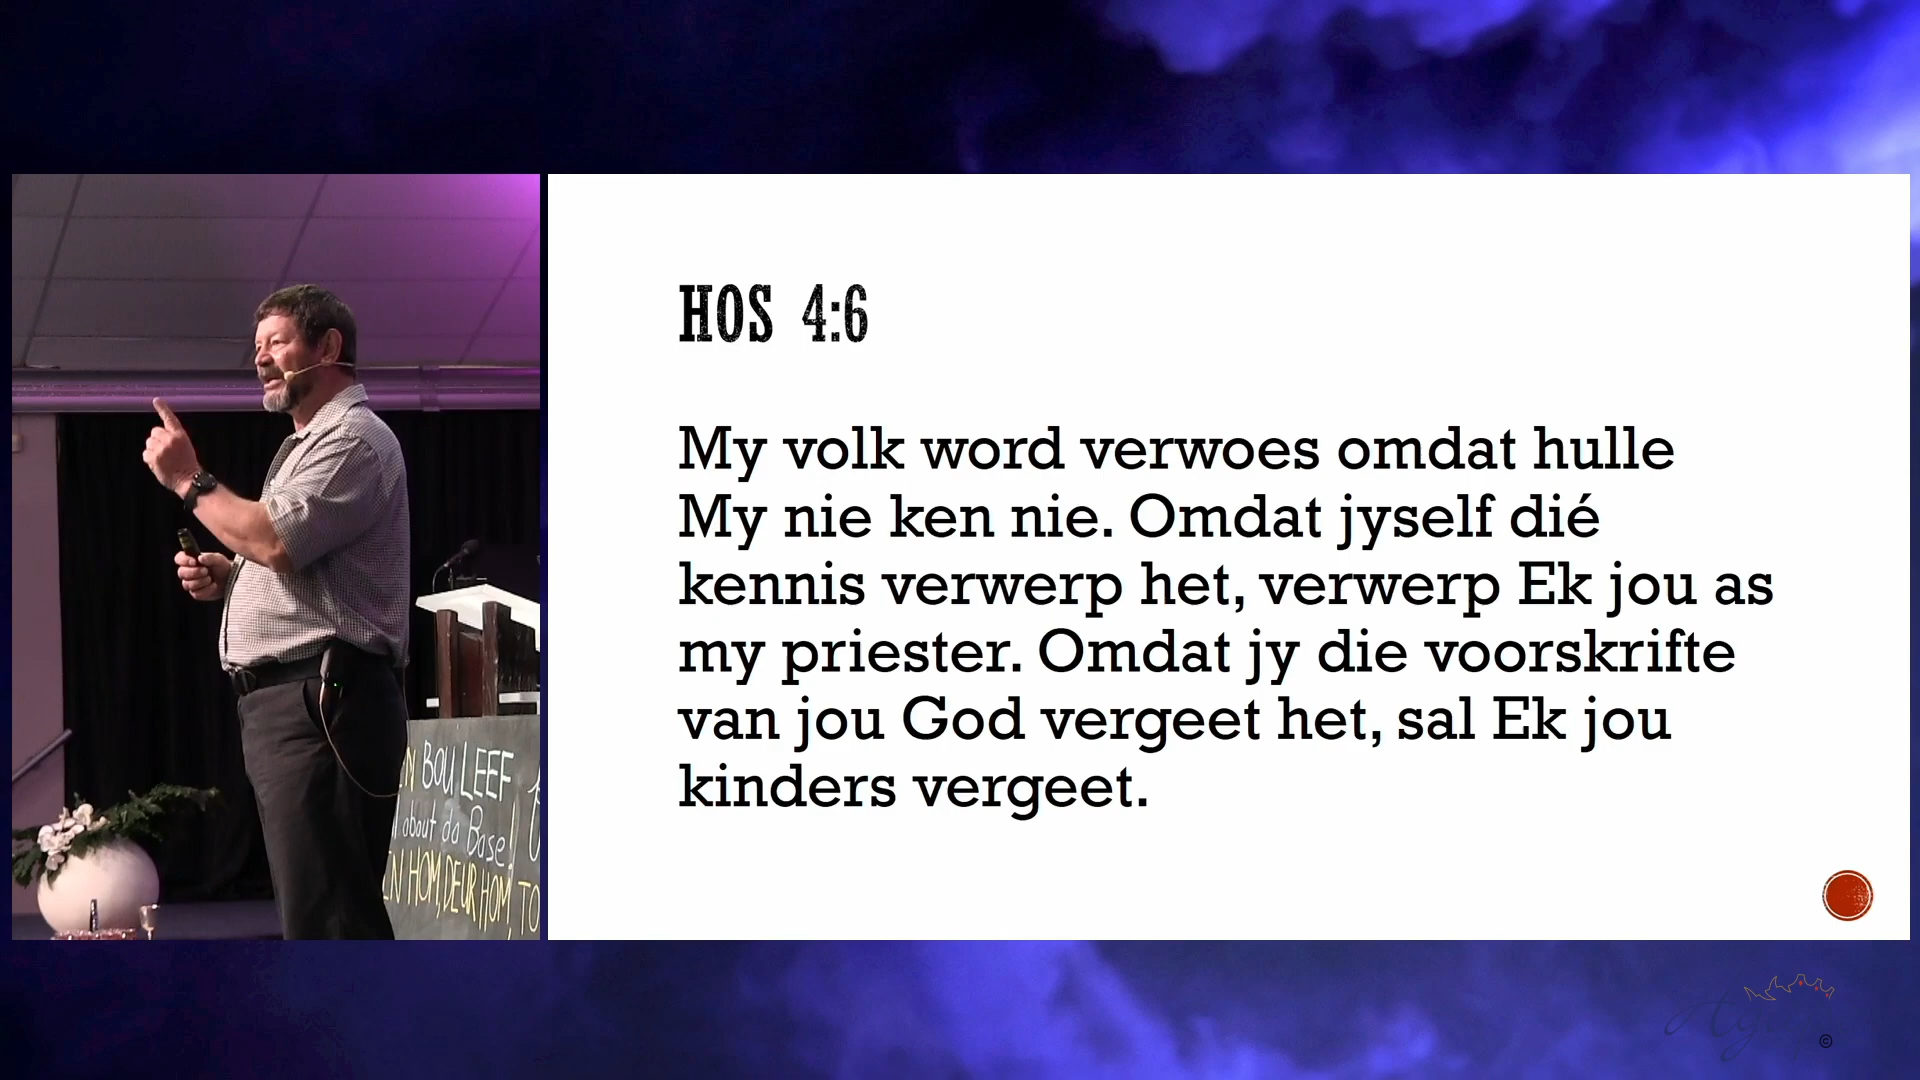 HOS 4:6
My volk word verwoes omdat hulle
My nie ken nie. Omdat jyself dié
kennis verwerp het, verwerp Ek jou as
my priester. Omdat jy die voorskrifte
van jou God vergeet het, sal Ek jou
kinders vergeet.
BOU LEEF
about da Base!
HOM, DEUR HOM, TO
©